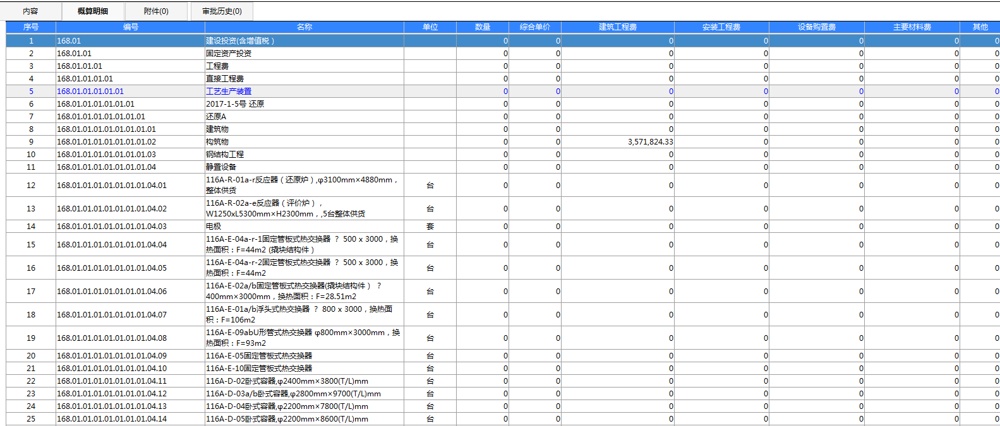 内容 概算明细 附件(0) 审批历史(0)
序号 编号 名称 单位 数量 综合单价 建筑工程费 安装工程费 设备购置费 主要材料费 其他
1 168.01 建设投资(含增值税） 0 0 0 0 0 0 0
2 168.01.01 固定资产投资 0 0 0 0 0 0 0
3 168.01.01.01 工程费 0 0 0 0 0 0 0
4 168.01.01.01.01 直接工程费 0 0 0 0 0 0 0
5 168.01.01.01.01.01 工艺生产装置 0 0 0 0 0 0 0
6 168.01.01.01.01.01.01 2017-1-5号 还原 0 0 0 0 0 0 0
7 168.01.01.01.01.01.01.01 还原A 0 0 0 0 0 0 0
8 168.01.01.01.01.01.01.01.01 建筑物 0 0 0 0 0 0 0
9 168.01.01.01.01.01.01.01.02 构筑物 0 0 3,571,824.33 0 0 0 0
10 168.01.01.01.01.01.01.01.03 钢结构工程 0 0 0 0 0 0 0
11 168.01.01.01.01.01.01.01.04 静置设备 0 0 0 0 0 0 0
12 168.01.01.01.01.01.01.01.04.01 116A-R-01a-r反应器（还原炉）,φ3100mm×4880mm，
整体供货 台 0 0 0 0 0 0 0
13 168.01.01.01.01.01.01.01.04.02 116A-R-02a-e反应器（评价炉），
W1250xL5300mm×H2300mm，,5台整体供货 台 0 0 0 0 0 0 0
14 168.01.01.01.01.01.01.01.04.03 电极 套 0 0 0 0 0 0 0
15 168.01.01.01.01.01.01.01.04.04 116A-E-04a-r-1固定管板式热交换器 ？ 500 x 3000，换
热面积：F=44m2 (撬块结构件） 台 0 0 0 0 0 0 0
16 168.01.01.01.01.01.01.01.04.05 116A-E-04a-r-2固定管板式热交换器 ？ 500 x 3000，换
热面积：F=44m2 台 0 0 0 0 0 0 0
17 168.01.01.01.01.01.01.01.04.06 116A-E-02a/b固定管板式热交换器(撬块结构件） ？
400mm×3000mm，换热面积：F=28.51m2 台 0 0 0 0 0 0 0
18 168.01.01.01.01.01.01.01.04.07 116A-E-01a/b浮头式热交换器 ？ 800 x 3000，换热面
积：F=106m2 台 0 0 0 0 0 0 0
19 168.01.01.01.01.01.01.01.04.08 116A-E-09abU形管式热交换器 φ800mm×3000mm，换
热面积：F=93m2 台 0 0 0 0 0 0 0
20 168.01.01.01.01.01.01.01.04.09 116A-E-05固定管板式热交换器 台 0 0 0 0 0 0 0
21 168.01.01.01.01.01.01.01.04.10 116A-E-10固定管板式热交换器 台 0 0 0 0 0 0 0
22 168.01.01.01.01.01.01.01.04.11 116A-D-02卧式容器,φ2400mm×3800(T/L)mm 台 0 0 0 0 0 0 0
23 168.01.01.01.01.01.01.01.04.12 116A-D-03a/b卧式容器,φ2800mm×9700(T/L)mm 台 0 0 0 0 0 0 0
24 168.01.01.01.01.01.01.01.04.13 116A-D-04卧式容器,φ2200mm×7800(T/L)mm 台 0 0 0 0 0 0 0
25 168.01.01.01.01.01.01.01.04.14 116A-D-05卧式容器,φ2200mm×8600(T/L)mm 台 0 0 0 0 0 0 0